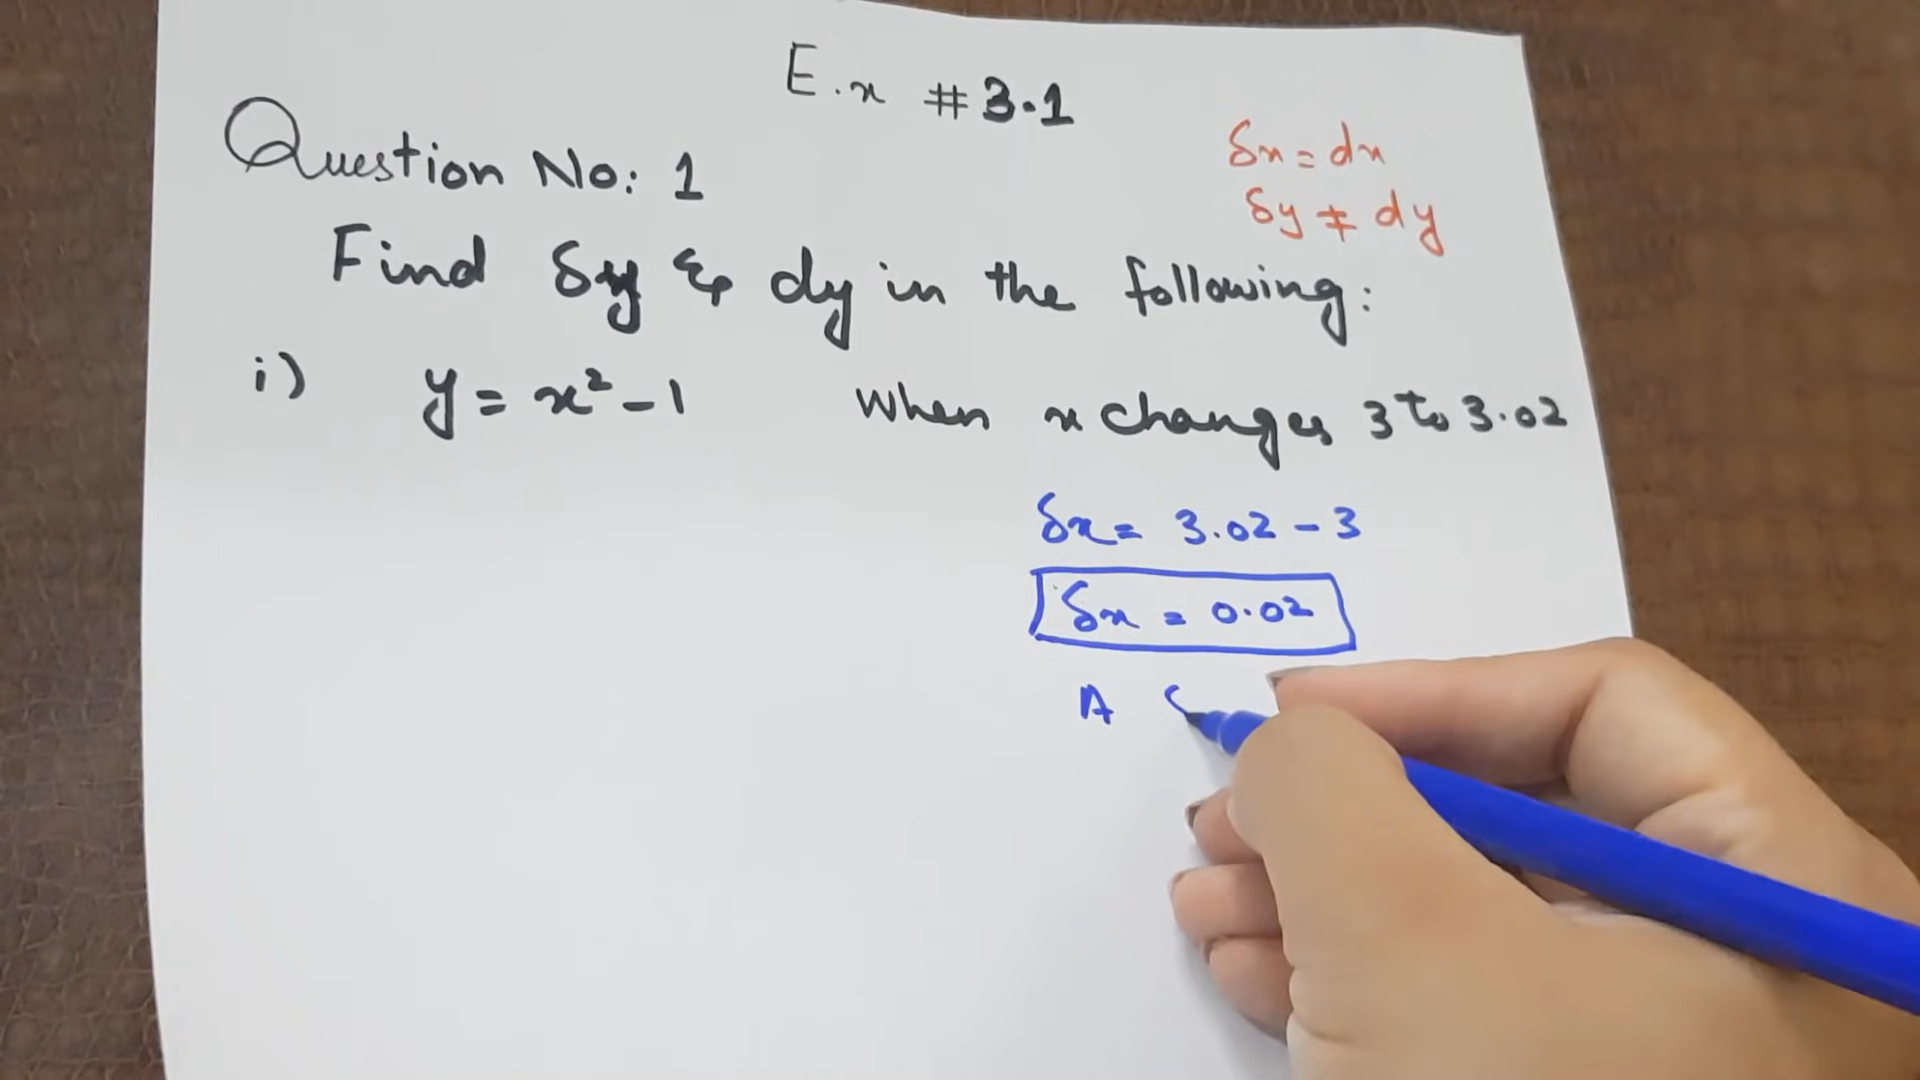 E.x # 3.1
Question No: 1
δx = dx
δy ≠ dy
Find δy & dy in the following:
i) y = x² - 1 when x changes 3 to 3.02
δx = 3.02 - 3
δx = 0.02
A